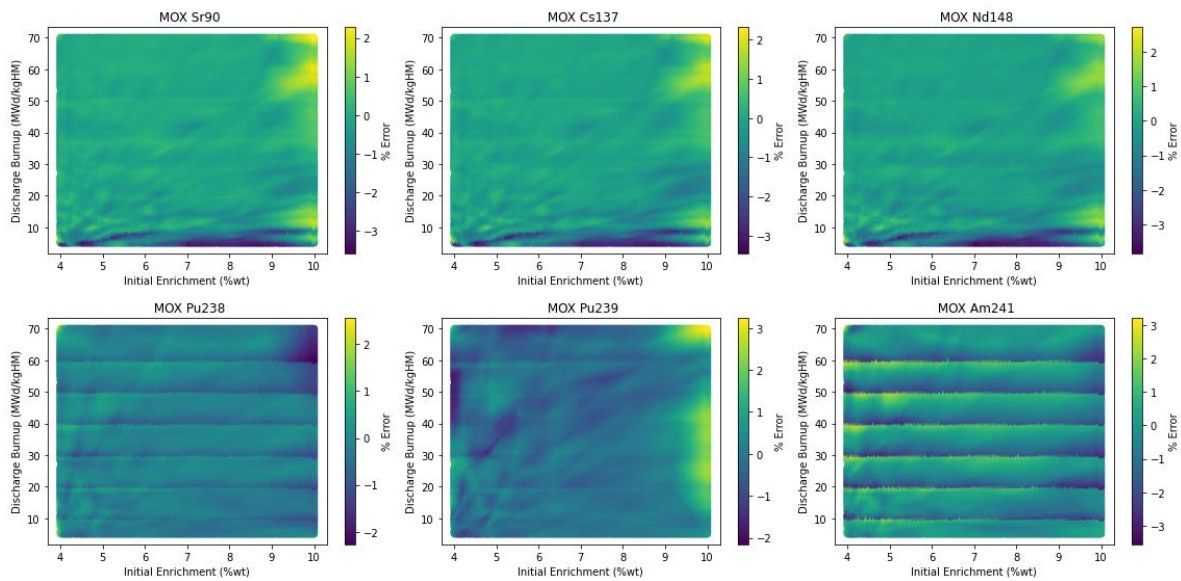 MOX Sr90
Discharge Burnup (MWd/kgHM)
70
60
50
40
30
20
10
4 5 6 7 8 9 10
Initial Enrichment (%wt)
2
1
0
−1
−2
−3
% Error
MOX Cs137
Discharge Burnup (MWd/kgHM)
70
60
50
40
30
20
10
4 5 6 7 8 9 10
Initial Enrichment (%wt)
2
1
0
−1
−2
−3
% Error
MOX Nd148
Discharge Burnup (MWd/kgHM)
70
60
50
40
30
20
10
4 5 6 7 8 9 10
Initial Enrichment (%wt)
2
1
0
−1
−2
−3
% Error
MOX Pu238
Discharge Burnup (MWd/kgHM)
70
60
50
40
30
20
10
4 5 6 7 8 9 10
Initial Enrichment (%wt)
2
1
0
−1
−2
% Error
MOX Pu239
Discharge Burnup (MWd/kgHM)
70
60
50
40
30
20
10
4 5 6 7 8 9 10
Initial Enrichment (%wt)
3
2
1
0
−1
−2
% Error
MOX Am241
Discharge Burnup (MWd/kgHM)
70
60
50
40
30
20
10
4 5 6 7 8 9 10
Initial Enrichment (%wt)
3
2
1
0
−1
−2
−3
% Error